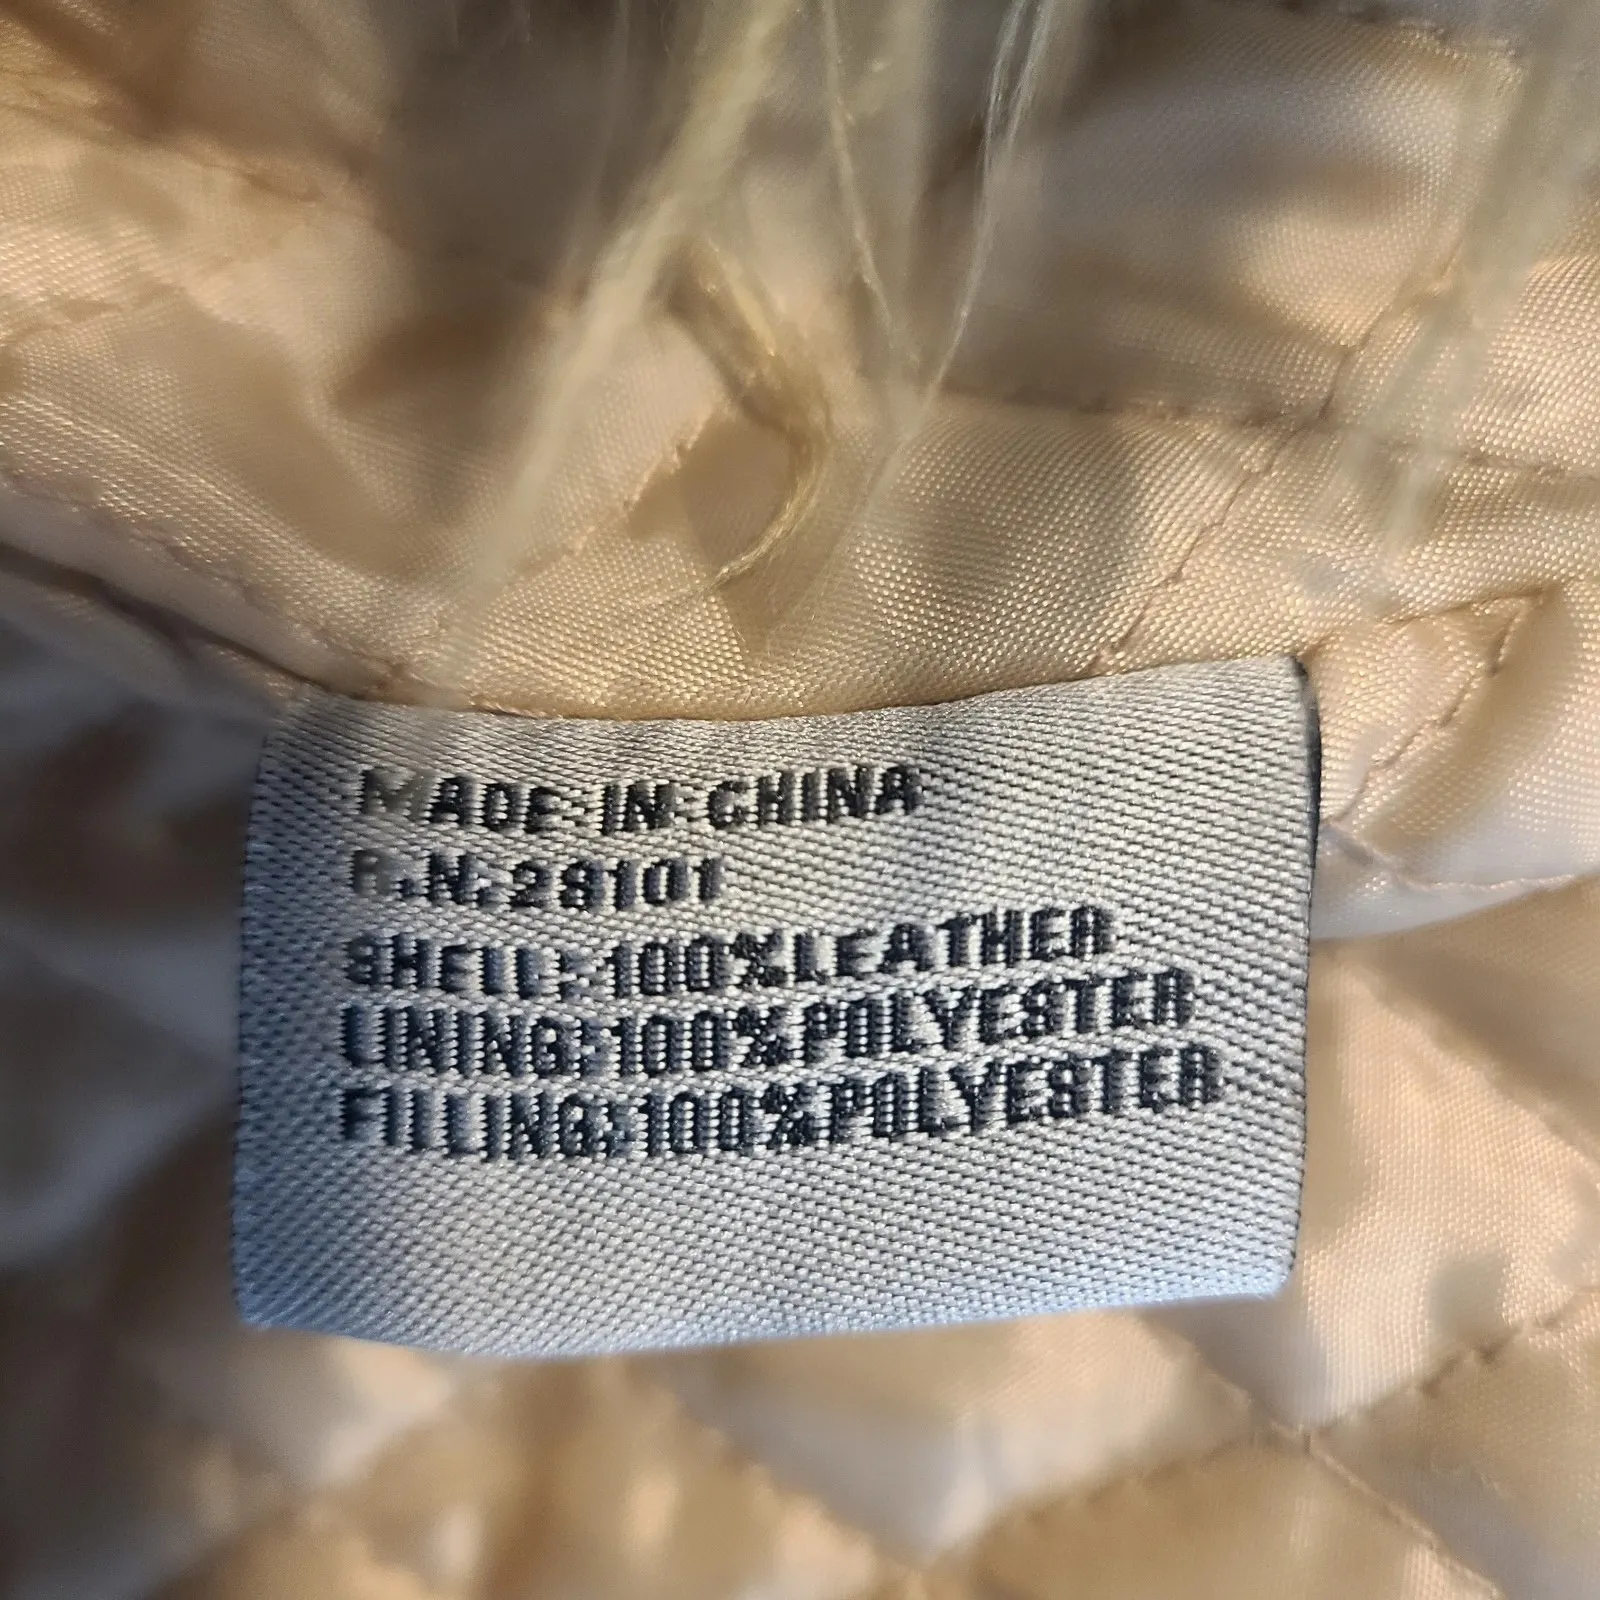 MADE IN CHINA
R.N: 28101
SHELL: 100%LEATHER
LINING: 100%POLYESTER
FILLING: 100%POLYESTER